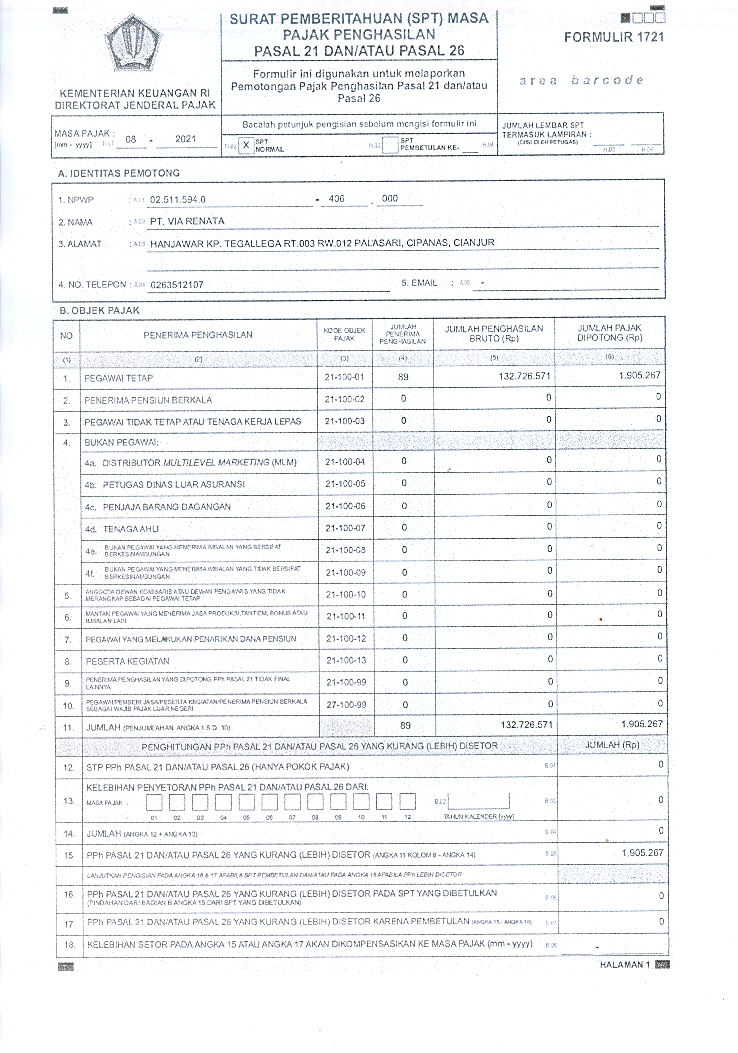 SURAT PEMBERITAHUAN (SPT) MASA
PAJAK PENGHASILAN
PASAL 21 DAN/ATAU PASAL 26
FORMULIR 1721
KEMENTERIAN KEUANGAN RI
DIREKTORAT JENDERAL PAJAK
Formulir ini digunakan untuk melaporkan
Pemotongan Pajak Penghasilan Pasal 21 dan/atau
Pasal 26
area barcode
MASA PAJAK :
[mm - yyyy] H.01 08 - 2021
Bacalah petunjuk pengisian sebelum mengisi formulir ini
H.02 X SPT NORMAL
H.03 SPT PEMBETULAN KE- H.04
JUMLAH LEMBAR SPT
TERMASUK LAMPIRAN :
(DIISI OLEH PETUGAS)
H.05 H.06
A. IDENTITAS PEMOTONG
1. NPWP : A.01 02.511.594.0 - 406 . 000
2. NAMA : A.02 PT. VIA RENATA
3. ALAMAT : A.03 HANJAWAR KP. TEGALLEGA RT.003 RW.012 PALASARI, CIPANAS, CIANJUR
4. NO. TELEPON : A.04 0263512107 5. EMAIL : A.05 -
B. OBJEK PAJAK
NO PENERIMA PENGHASILAN KODE OBJEK PAJAK JUMLAH PENERIMA PENGHASILAN JUMLAH PENGHASILAN BRUTO (Rp) JUMLAH PAJAK DIPOTONG (Rp)
(1) (2) (3) (4) (5) (6)
1. PEGAWAI TETAP 21-100-01 89 132.726.571 1.905.267
2. PENERIMA PENSIUN BERKALA 21-100-02 0 0 0
3. PEGAWAI TIDAK TETAP ATAU TENAGA KERJA LEPAS 21-100-03 0 0 0
4. BUKAN PEGAWAI:
4a. DISTRIBUTOR MULTILEVEL MARKETING (MLM) 21-100-04 0 0 0
4b. PETUGAS DINAS LUAR ASURANSI 21-100-05 0 0 0
4c. PENJAJA BARANG DAGANGAN 21-100-06 0 0 0
4d. TENAGA AHLI 21-100-07 0 0 0
4e. BUKAN PEGAWAI YANG MENERIMA IMBALAN YANG BERSIFAT BERKESINAMBUNGAN 21-100-08 0 0 0
4f. BUKAN PEGAWAI YANG MENERIMA IMBALAN YANG TIDAK BERSIFAT BERKESINAMBUNGAN 21-100-09 0 0 0
5. ANGGOTA DEWAN KOMISARIS ATAU DEWAN PENGAWAS YANG TIDAK MERANGKAP SEBAGAI PEGAWAI TETAP 21-100-10 0 0 0
6. MANTAN PEGAWAI YANG MENERIMA JASA PRODUKSI, TANTIEM, BONUS ATAU IMBALAN LAIN 21-100-11 0 0 0
7. PEGAWAI YANG MELAKUKAN PENARIKAN DANA PENSIUN 21-100-12 0 0 0
8. PESERTA KEGIATAN 21-100-13 0 0 0
9. PENERIMA PENGHASILAN YANG DIPOTONG PPh PASAL 21 TIDAK FINAL LAINNYA 21-100-99 0 0 0
10. PEGAWAI/PEMBERI JASA/PESERTA KEGIATAN/PENERIMA PENSIUN BERKALA SEBAGAI WAJIB PAJAK LUAR NEGERI 27-100-99 0 0 0
11. JUMLAH (PENJUMLAHAN ANGKA 1 S.D. 10) 89 132.726.571 1.905.267
PENGHITUNGAN PPh PASAL 21 DAN/ATAU PASAL 26 YANG KURANG (LEBIH) DISETOR JUMLAH (Rp)
12. STP PPh PASAL 21 DAN/ATAU PASAL 26 (HANYA POKOK PAJAK) B.01 0
13. KELEBIHAN PENYETORAN PPh PASAL 21 DAN/ATAU PASAL 26 DARI:
MASA PAJAK : B.02 B.03 0
01 02 03 04 05 06 07 08 09 10 11 12 TAHUN KALENDER [yyyy]
14. JUMLAH (ANGKA 12 + ANGKA 13) B.04 0
15 PPh PASAL 21 DAN/ATAU PASAL 26 YANG KURANG (LEBIH) DISETOR (ANGKA 11 KOLOM 6 - ANGKA 14) B.05 1.905.267
LANJUTKAN PENGISIAN PADA ANGKA 16 & 17 APABILA SPT PEMBETULAN DAN/ATAU PADA ANGKA 18 APABILA PPh LEBIH DISETOR
16 PPh PASAL 21 DAN/ATAU PASAL 26 YANG KURANG (LEBIH) DISETOR PADA SPT YANG DIBETULKAN
(PINDAHAN DARI BAGIAN B ANGKA 15 DARI SPT YANG DIBETULKAN) B.06 0
17 PPh PASAL 21 DAN/ATAU PASAL 26 YANG KURANG (LEBIH) DISETOR KARENA PEMBETULAN (ANGKA 15 - ANGKA 16) B.07 0
18. KELEBIHAN SETOR PADA ANGKA 15 ATAU ANGKA 17 AKAN DIKOMPENSASIKAN KE MASA PAJAK (mm - yyyy) B.08 -
HALAMAN 1